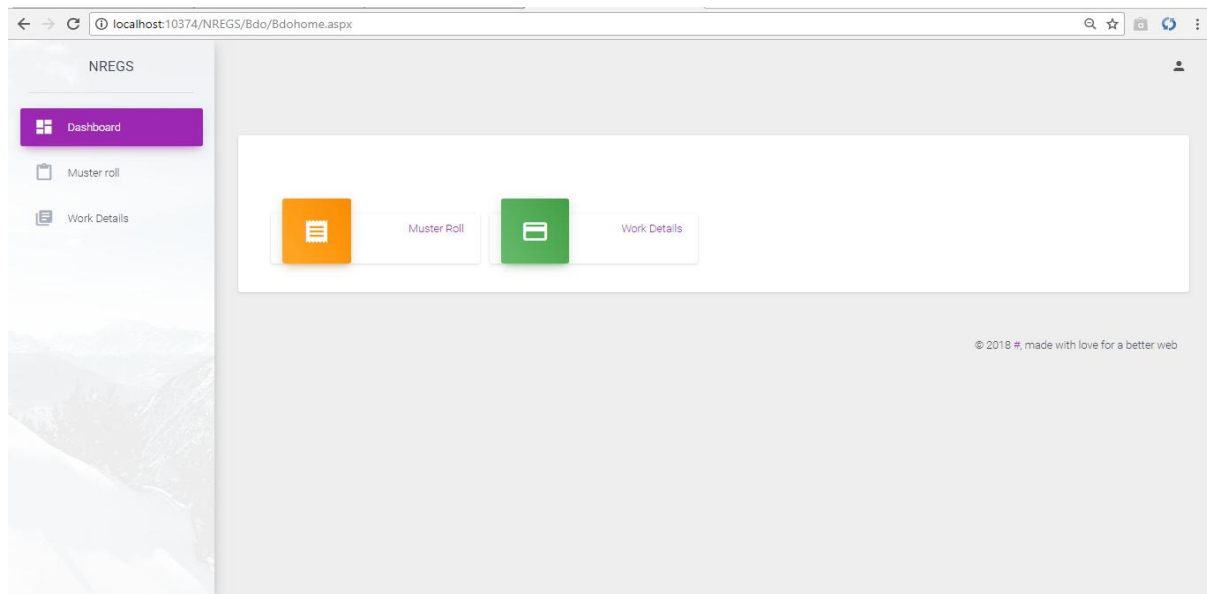 localhost:10374/NREGS/Bdo/Bdohome.aspx
NREGS
Dashboard
Muster roll
Work Details
Muster Roll
Work Details
© 2018 #, made with love for a better web